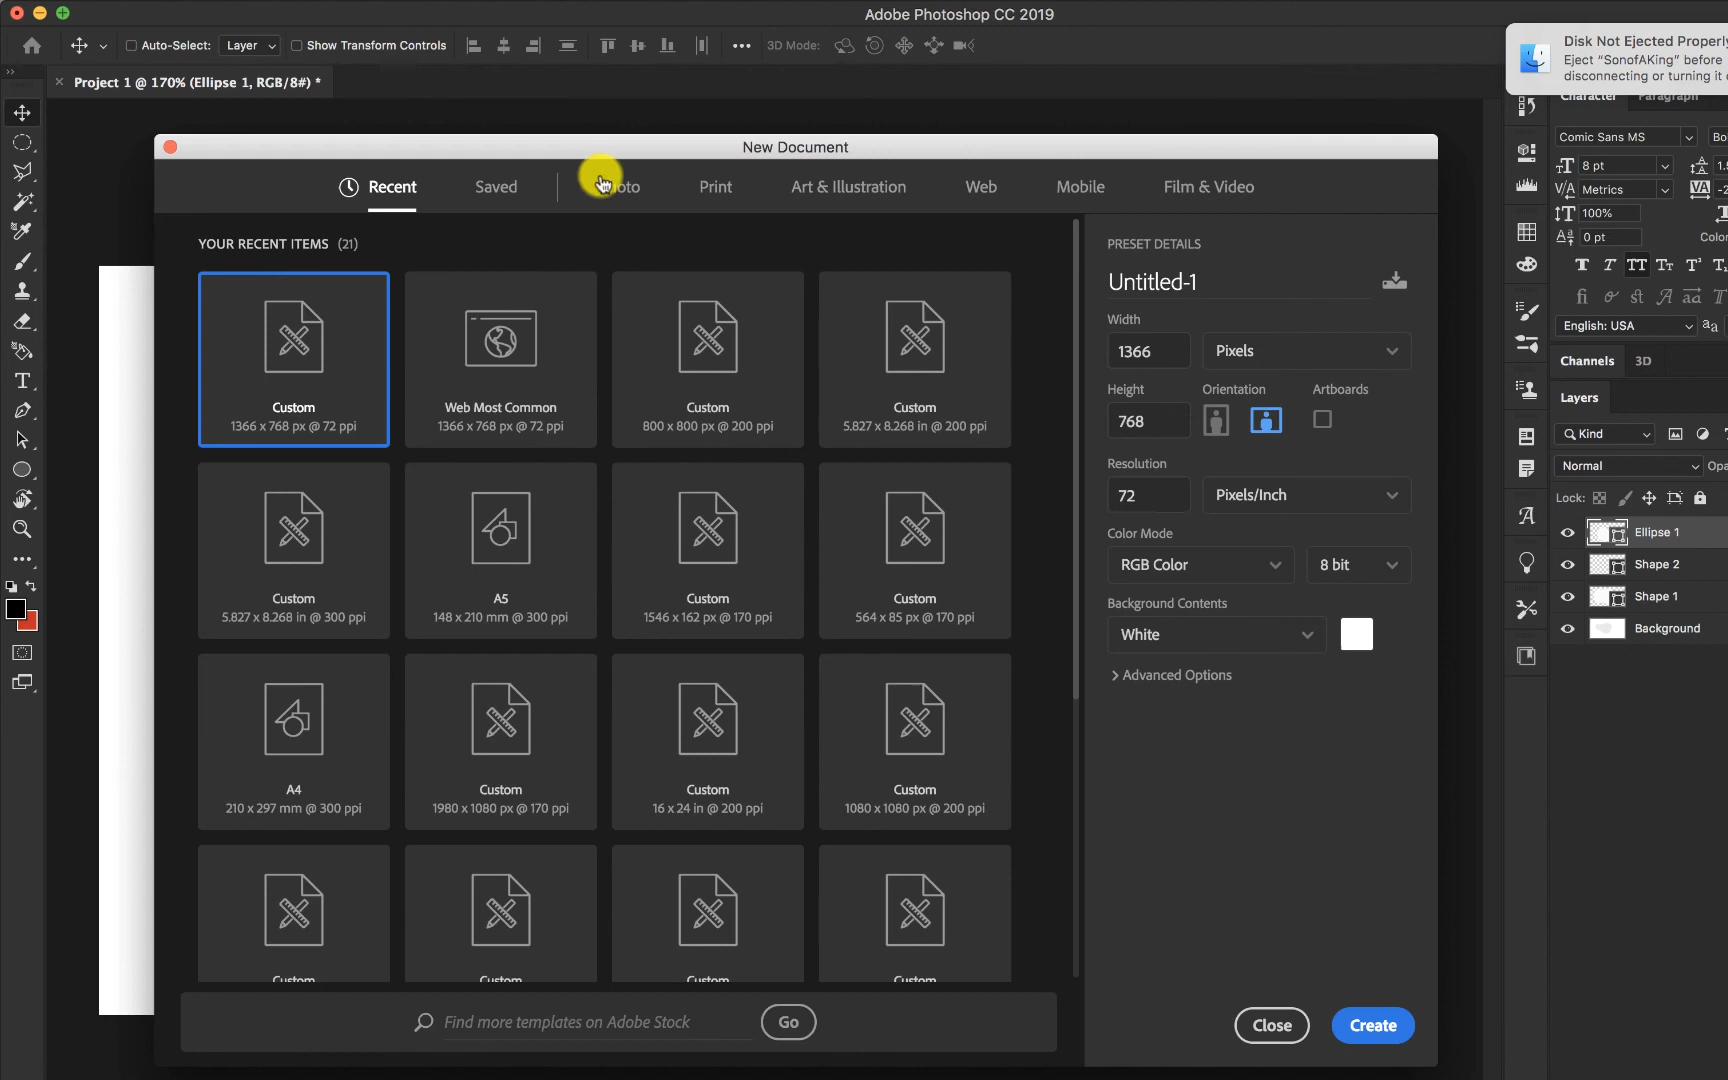 Adobe Photoshop CC 2019
Auto-Select:
Layer
Show Transform Controls
3D Mode:
Disk Not Ejected Properly
Eject “SonofAKing” before
disconnecting or turning it
Project 1 @ 170% (Ellipse 1, RGB/8#) *
Character
Paragraph
New Document
Recent
Saved
Print
Art & Illustration
Web
Mobile
Film & Video
YOUR RECENT ITEMS (21)
Custom
1366 x 768 px @ 72 ppi
Web Most Common
1366 x 768 px @ 72 ppi
Custom
800 x 800 px @ 200 ppi
Custom
5.827 x 8.268 in @ 200 ppi
Custom
5.827 x 8.268 in @ 300 ppi
A5
148 x 210 mm @ 300 ppi
Custom
1546 x 162 px @ 170 ppi
Custom
564 x 85 px @ 170 ppi
A4
210 x 297 mm @ 300 ppi
Custom
1980 x 1080 px @ 170 ppi
Custom
16 x 24 in @ 200 ppi
Custom
1080 x 1080 px @ 200 ppi
Custom
Custom
Custom
Custom
Find more templates on Adobe Stock
Go
PRESET DETAILS
Untitled-1
Width
1366
Pixels
Height
Orientation
Artboards
768
Resolution
72
Pixels/Inch
Color Mode
RGB Color
8 bit
Background Contents
White
Advanced Options
Close
Create
Comic Sans MS
8 pt
Metrics
100%
0 pt
English: USA
Channels
3D
Layers
Kind
Normal
Lock:
Ellipse 1
Shape 2
Shape 1
Background